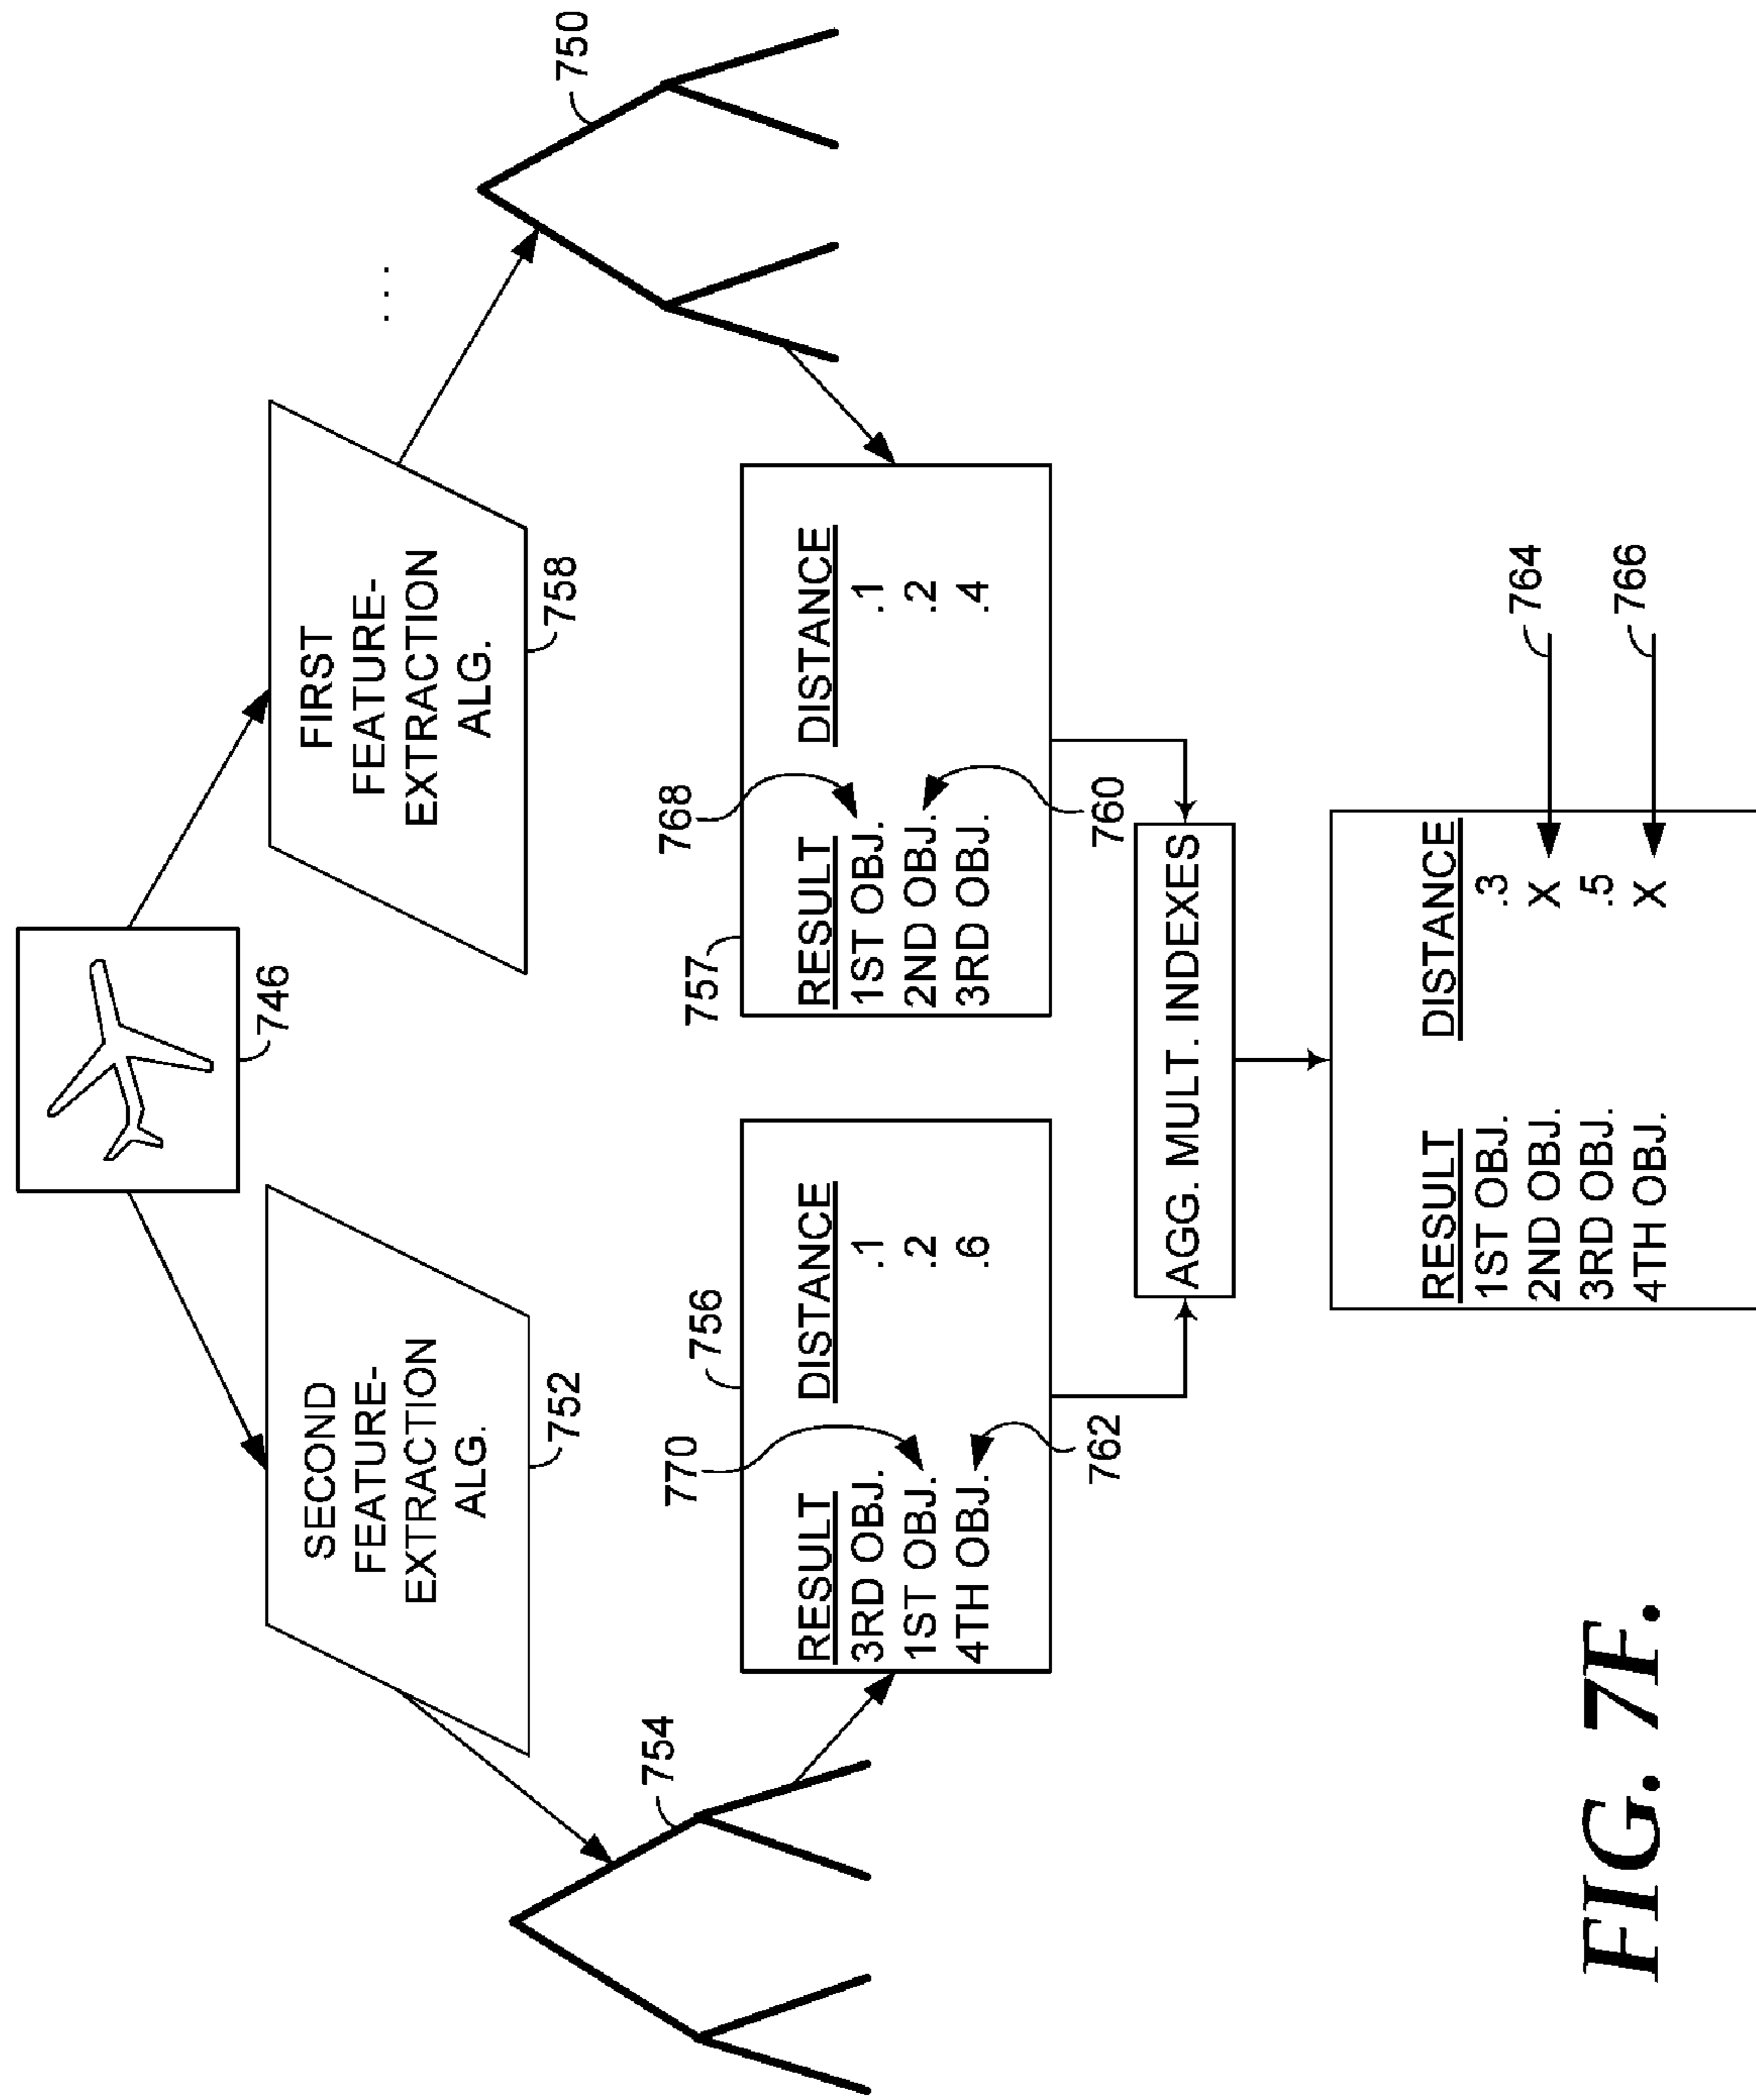 746
SECOND
FEATURE-
EXTRACTION
ALG.
752
FIRST
FEATURE-
EXTRACTION
ALG.
758
. . .
750
754
770
756
RESULT DISTANCE
3RD OBJ. .1
1ST OBJ. .2
4TH OBJ. .6
762
757
768
RESULT DISTANCE
1ST OBJ. .1
2ND OBJ. .2
3RD OBJ. .4
760
AGG. MULT. INDEXES
RESULT DISTANCE
1ST OBJ. .3
2ND OBJ. X
3RD OBJ. .5
4TH OBJ. X
764
766
FIG. 7F.